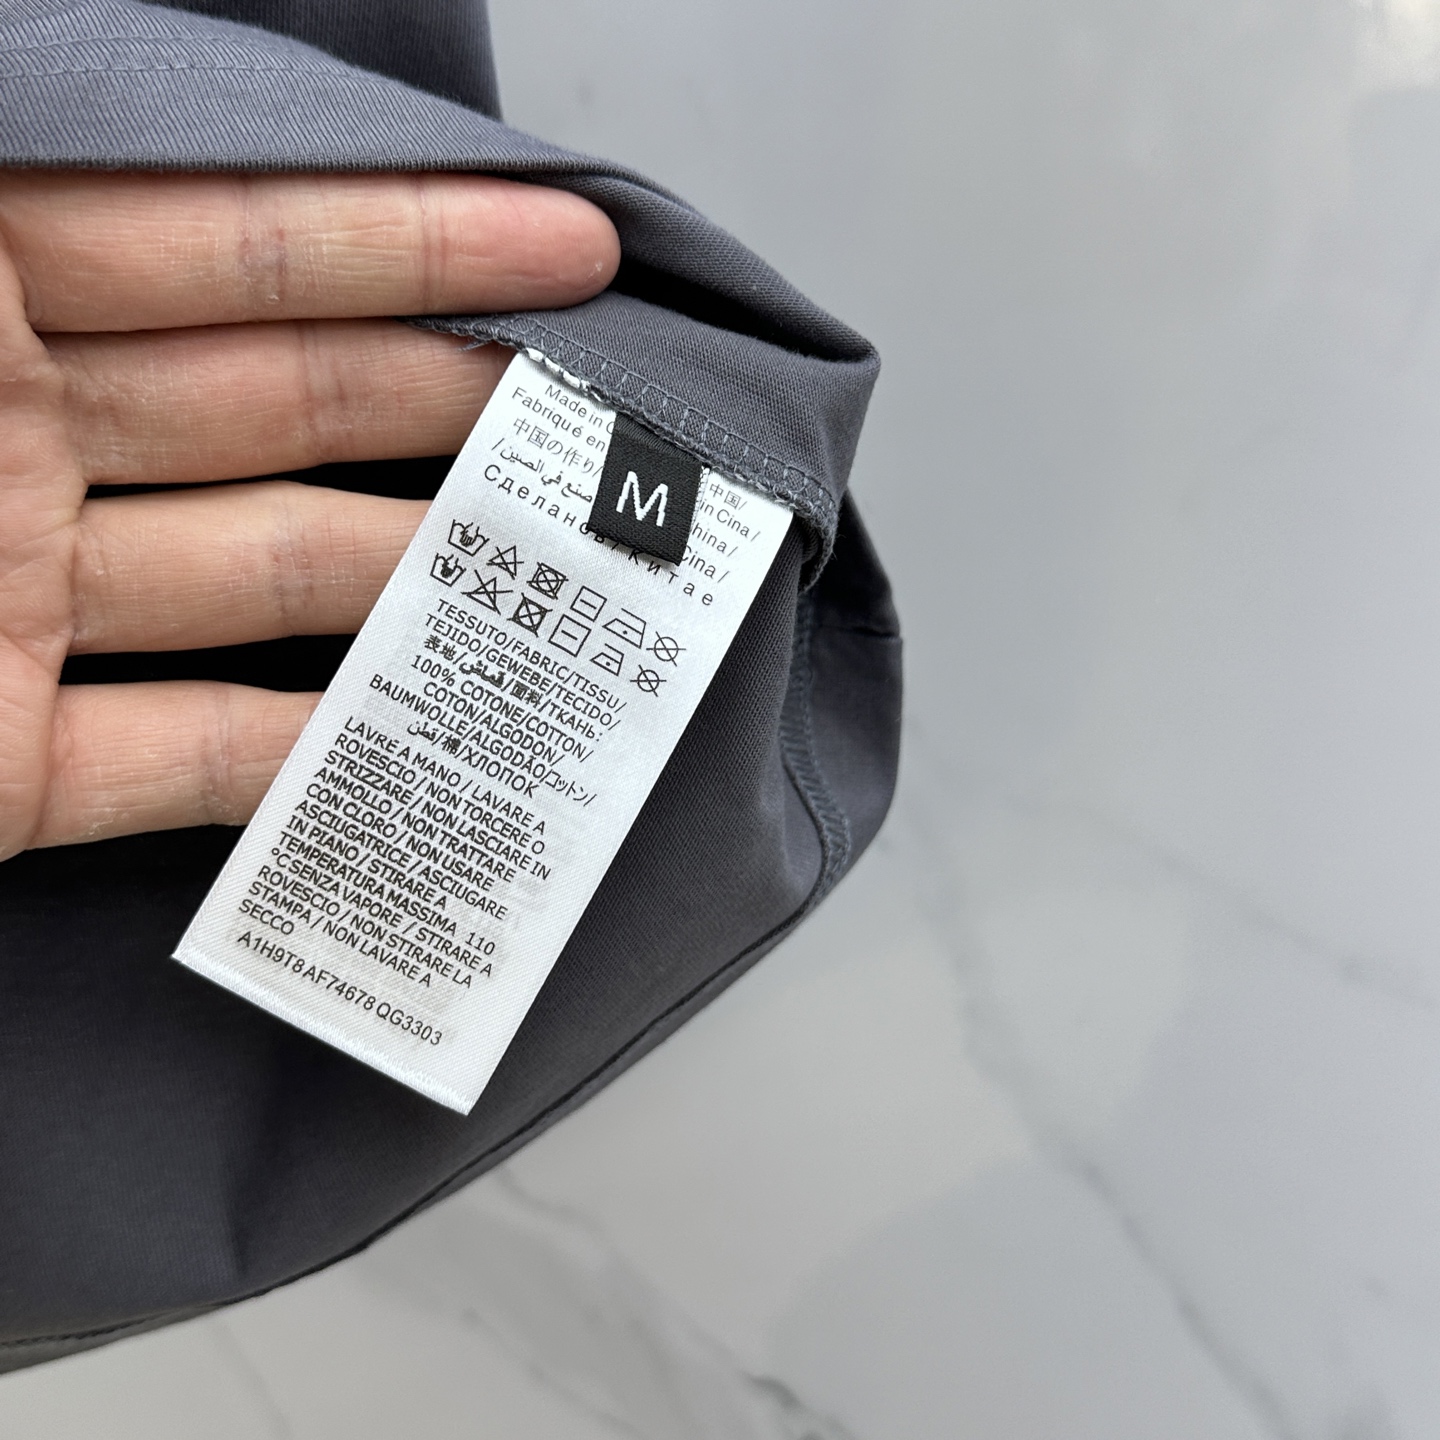 Made in
Fabriqué en
中国/
中国の作り/
in Cina/
صنع في الصين/
hina/
Сделано
в/Китае
Cina/
M
TESSUTO/FABRIC/TISSU/
TEJIDO/GEWEBE/TECIDO/
表地/قماش/面料/ТКАНЬ:
100% COTONE/COTTON/
COTON/ALGODON/
BAUMWOLLE/ALGODÃO/コットン/
قطن/棉/ХЛОПОК
LAVRE A MANO / LAVARE A
ROVESCIO / NON TORCERE O
STRIZZARE / NON LASCIARE IN
AMMOLLO / NON TRATTARE
CON CLORO / NON USARE
ASCIUGATRICE / ASCIUGARE
IN PIANO / STIRARE A
TEMPERATURA MASSIMA 110
°C SENZA VAPORE / STIRARE A
ROVESCIO / NON STIRARE LA
STAMPA / NON LAVARE A
SECCO
A1H9T8AF74678QG3303